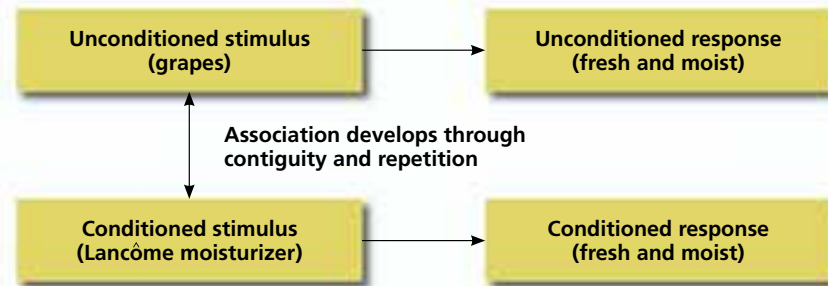 Unconditioned stimulus
(grapes)
Unconditioned response
(fresh and moist)
Association develops through
contiguity and repetition
Conditioned stimulus
(Lancôme moisturizer)
Conditioned response
(fresh and moist)